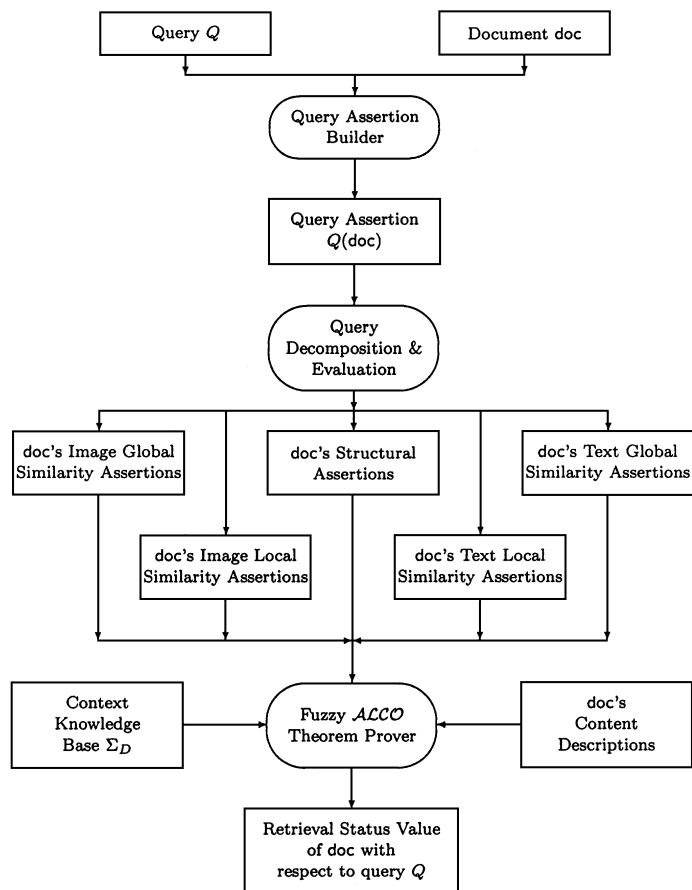 Query Q
Document doc
Query Assertion
Builder
Query Assertion
Q(doc)
Query
Decomposition &
Evaluation
doc's Image Global
Similarity Assertions
doc's Structural
Assertions
doc's Text Global
Similarity Assertions
doc's Image Local
Similarity Assertions
doc's Text Local
Similarity Assertions
Context
Knowledge
Base Σ_D
Fuzzy 𝒜ℒ𝒞𝒪
Theorem Prover
doc's
Content
Descriptions
Retrieval Status Value
of doc with
respect to query Q